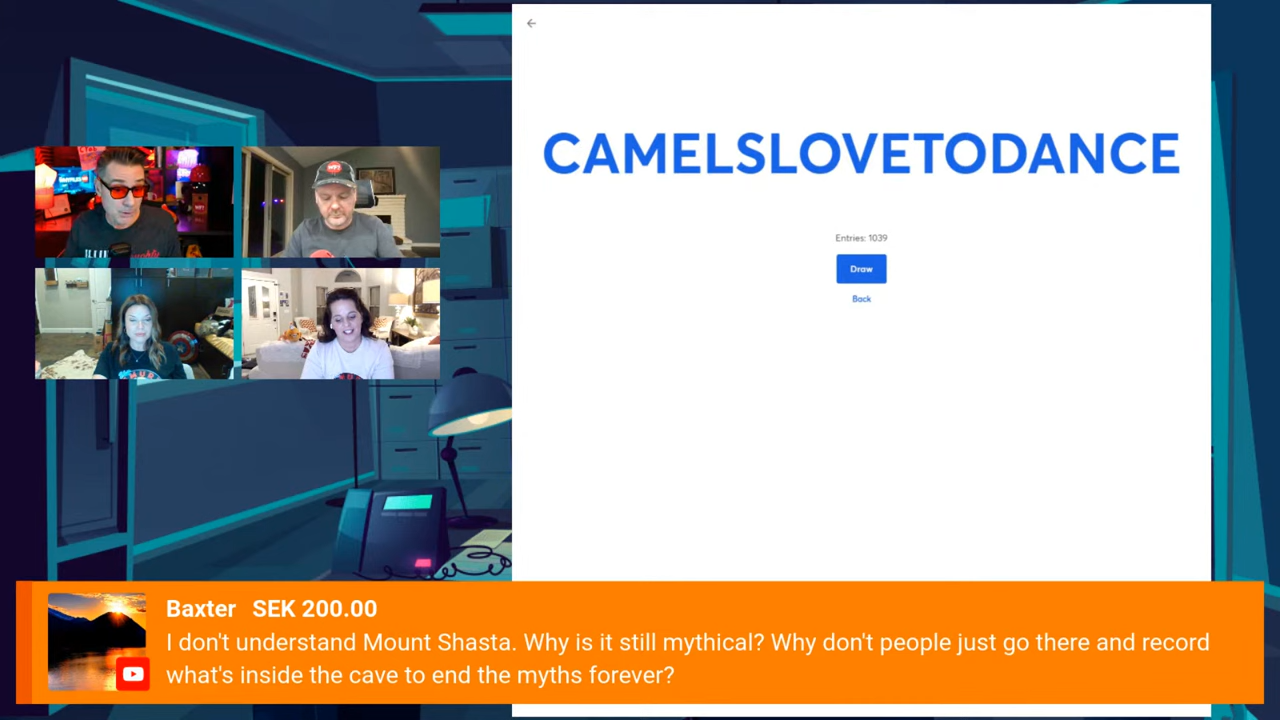 CAMELSLOVETODANCE
Entries: 1039
Draw
Back
Baxter SEK 200.00
I don't understand Mount Shasta. Why is it still mythical? Why don't people just go there and record
what's inside the cave to end the myths forever?